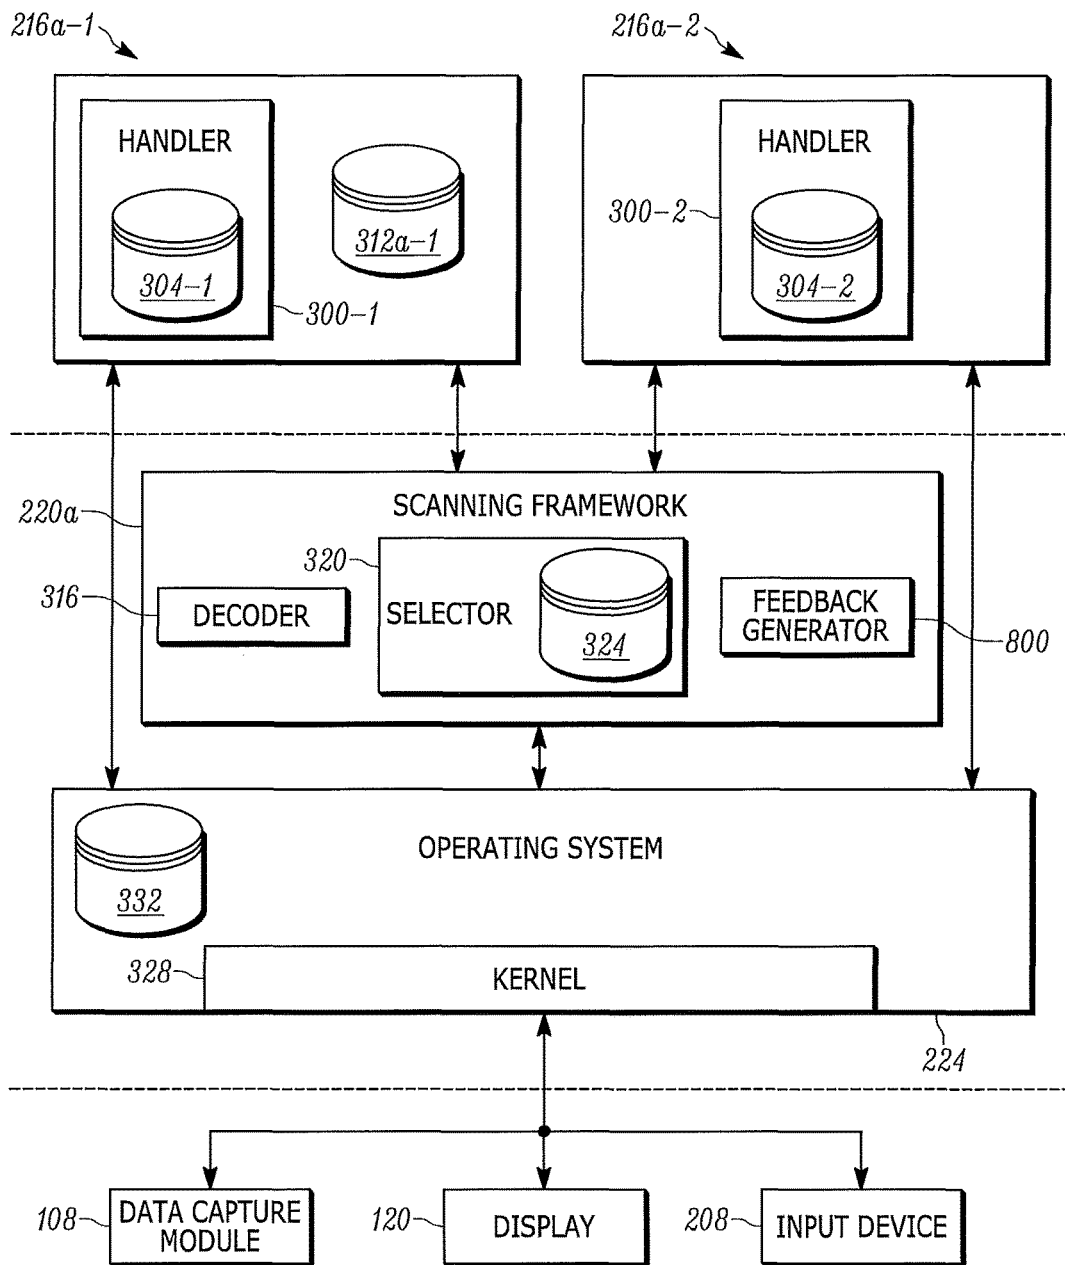 216a-1
216a-2
HANDLER
304-1
312a-1
300-1
HANDLER
300-2
304-2
220a
SCANNING FRAMEWORK
316
DECODER
320
SELECTOR
324
FEEDBACK
GENERATOR
800
OPERATING SYSTEM
332
328
KERNEL
224
108
DATA CAPTURE
MODULE
120
DISPLAY
208
INPUT DEVICE